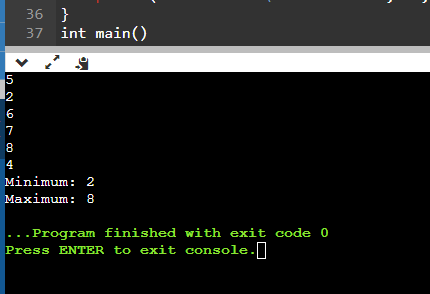 36 }
37 int main()
5
2
6
7
8
4
Minimum: 2
Maximum: 8
...Program finished with exit code 0
Press ENTER to exit console.